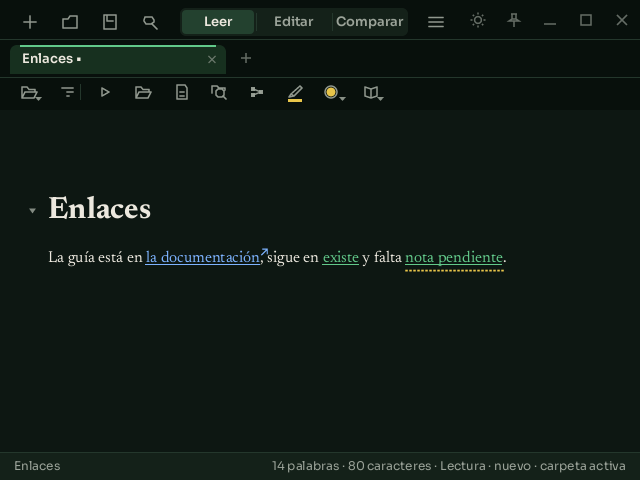 Leer Editar Comparar
Enlaces ▪
Enlaces
La guía está en la documentación, sigue en existe y falta nota pendiente.
Enlaces 14 palabras · 80 caracteres · Lectura · nuevo · carpeta activa